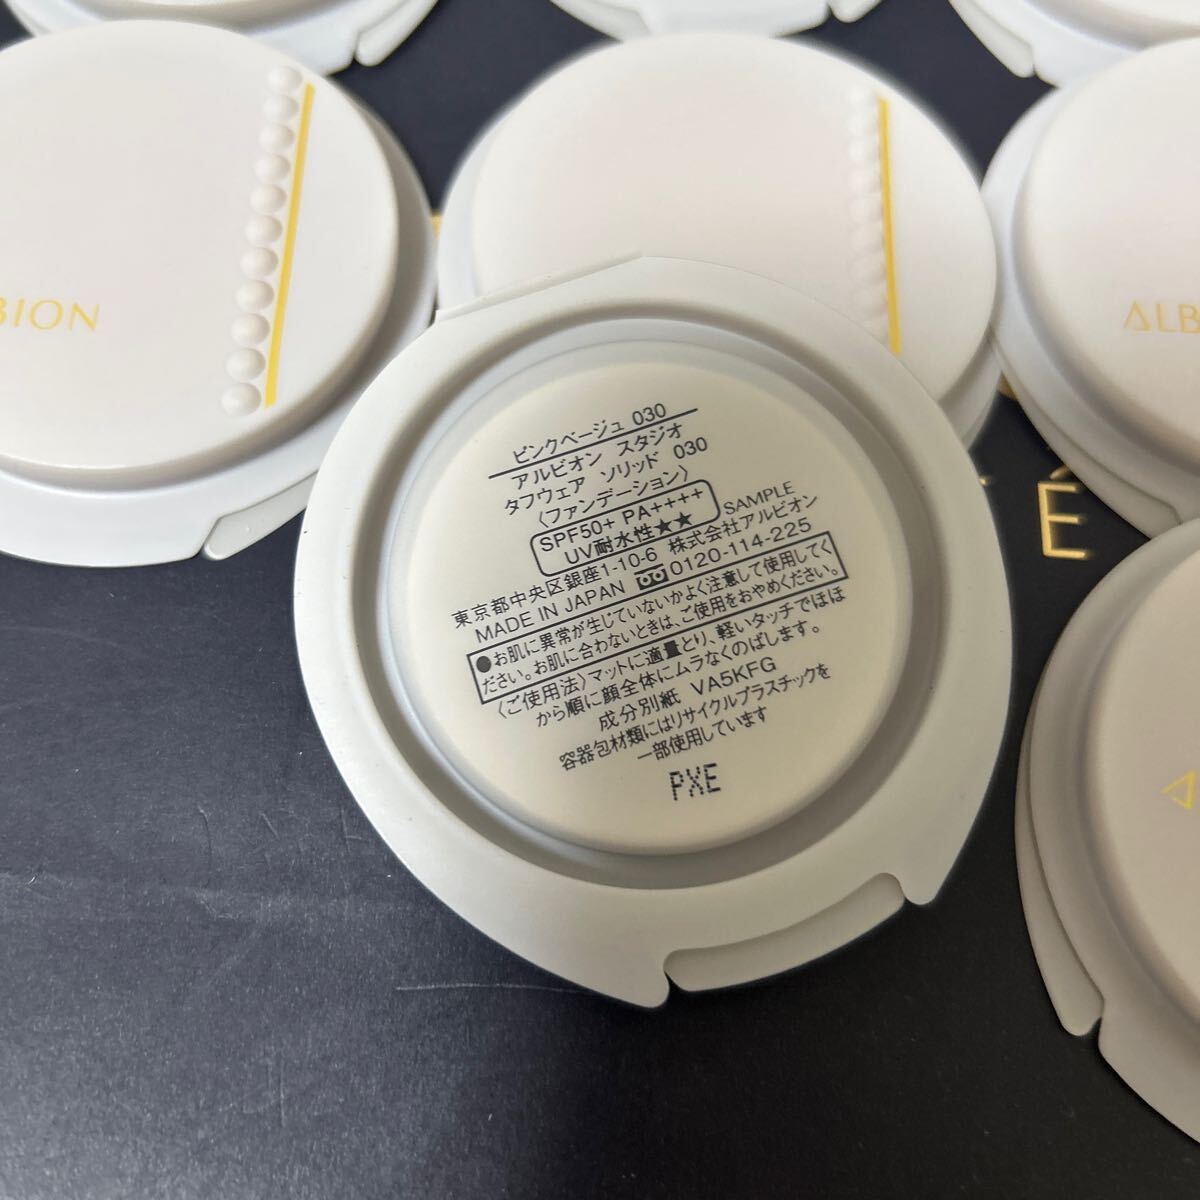 BION
ALB
É
ピンクベージュ 030
アルビオン スタジオ
タフウェア ソリッド 030
〈ファンデーション〉
SPF50+ PA++++
UV耐水性★★
SAMPLE
東京都中央区銀座1-10-6 株式会社アルビオン
MADE IN JAPAN 0120-114-225
●お肌に異常が生じていないかよく注意して使用してく
ださい。お肌に合わないときは、ご使用をおやめください。
〈ご使用法〉マットに適量とり、軽いタッチでほほ
から順に顔全体にムラなくのばします。
成分別紙 VA5KFG
容器包材類にはリサイクルプラスチックを
一部使用しています
PXE